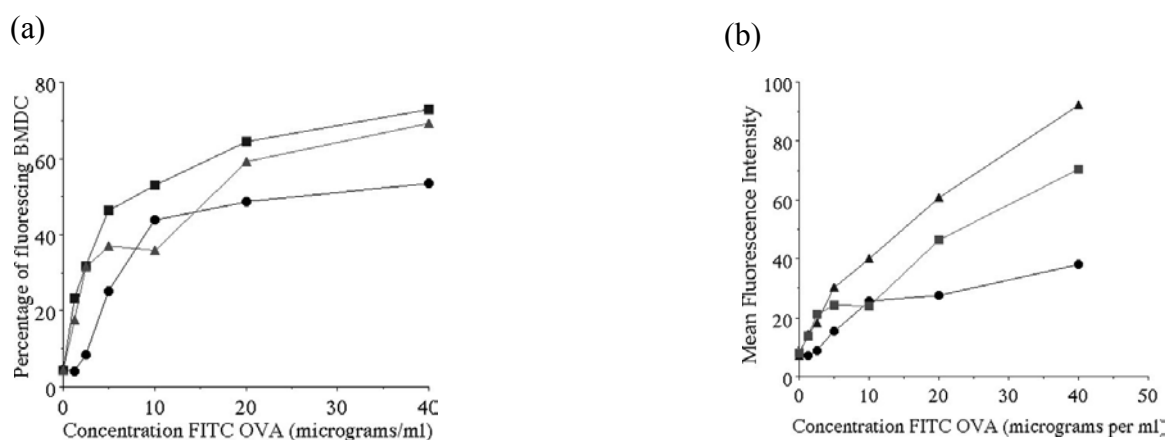 (a)
(b)
80
60
40
20
0
Percentage of fluorescing BMDC
0 10 20 30 40
Concentration FITC OVA (micrograms/ml)
100
80
60
40
20
0
Mean Fluorescence Intensity
0 10 20 30 40 50
Concentration FITC OVA (micrograms per ml)